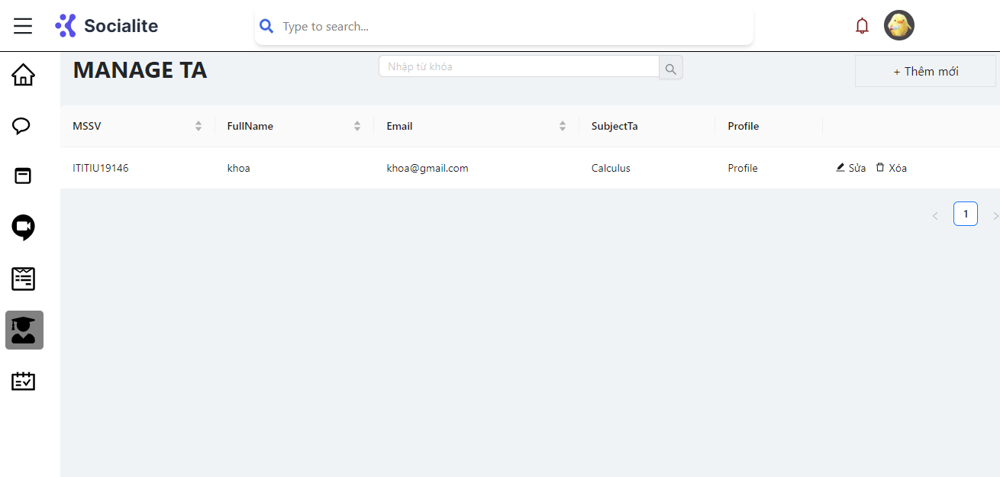 Socialite
Type to search...
MANAGE TA
Nhập từ khóa
+ Thêm mới
MSSV FullName Email SubjectTa Profile
ITITIU19146 khoa khoa@gmail.com Calculus Profile Sửa Xóa
< 1 >